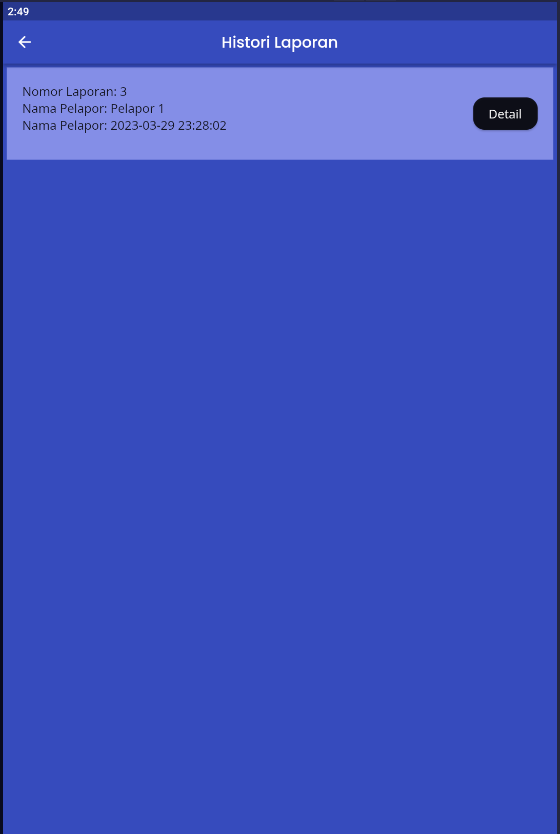 2:49
Histori Laporan
Nomor Laporan: 3
Nama Pelapor: Pelapor 1
Nama Pelapor: 2023-03-29 23:28:02
Detail